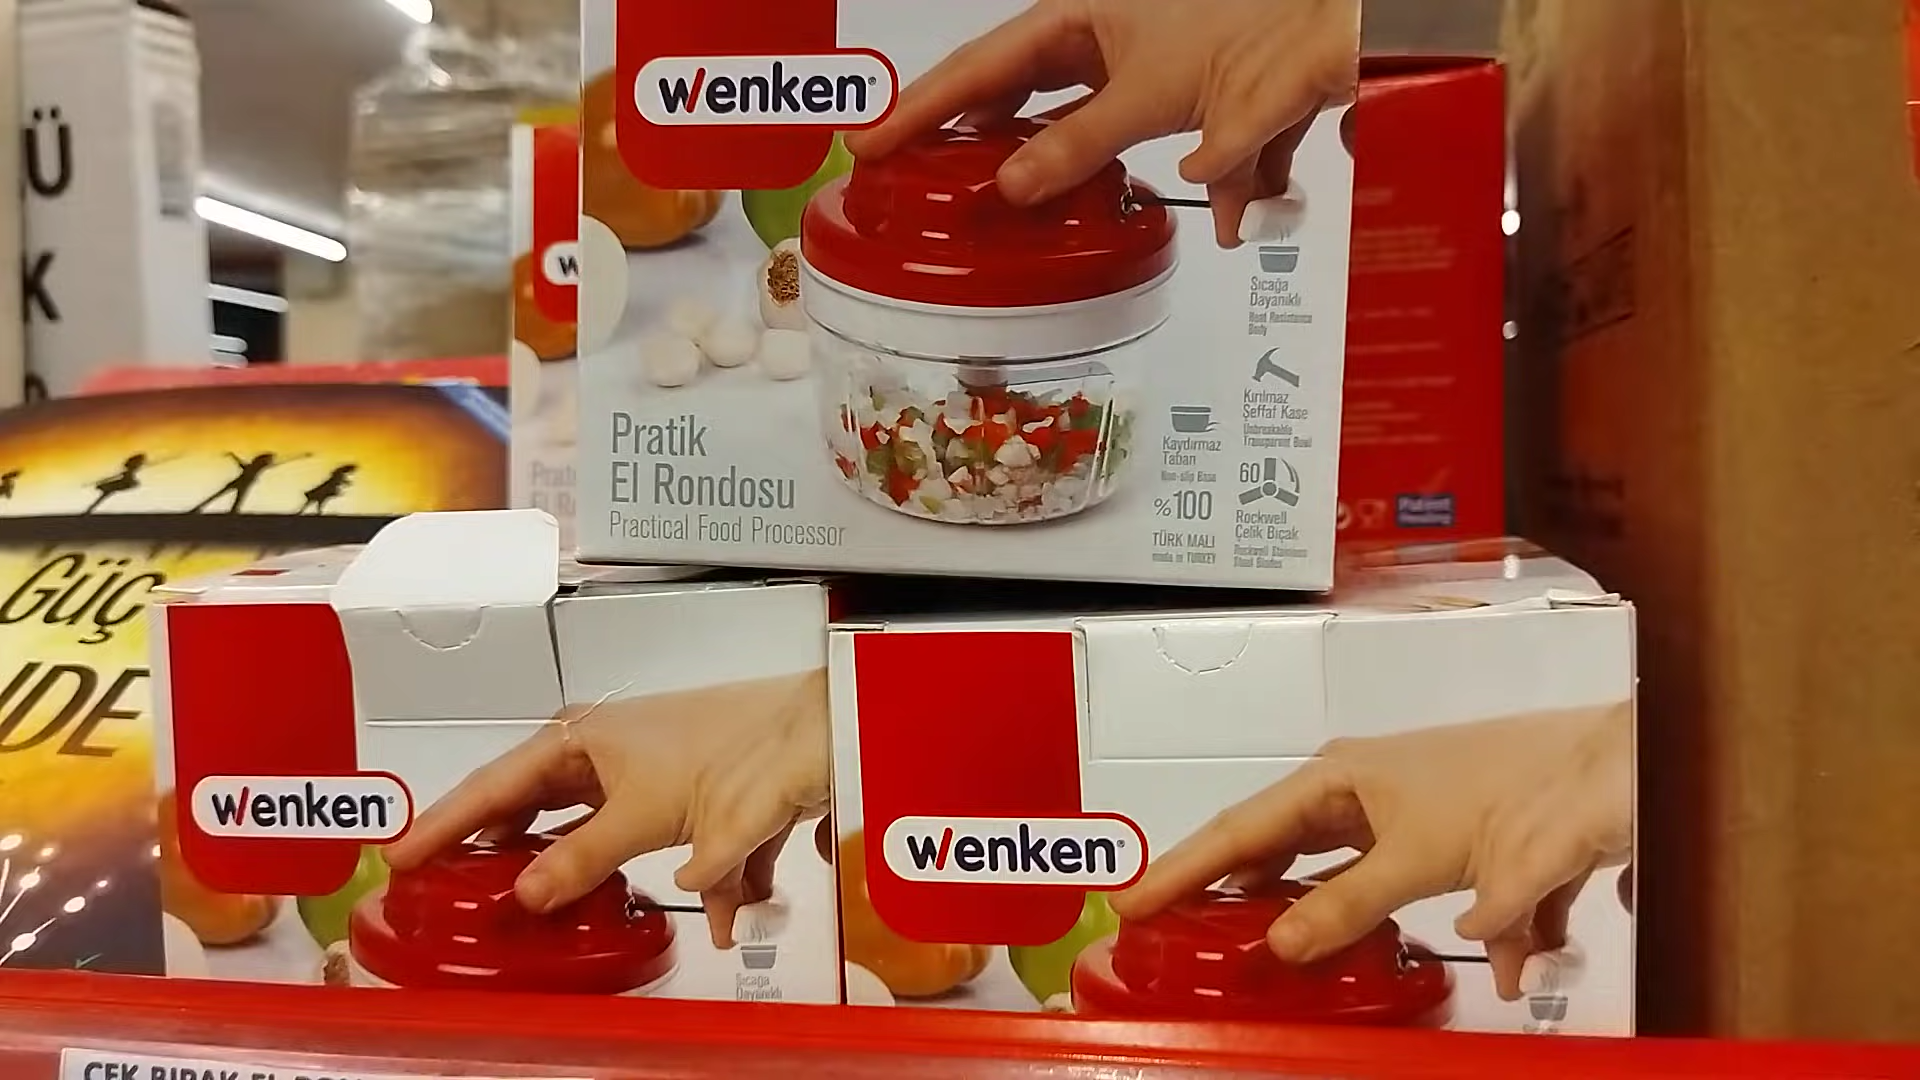 wenken
Pratik
El Rondosu
Practical Food Processor
Sıcağa
Dayanıklı
Heat Resistance
Body
Kırılmaz
Şeffaf Kase
Unbreakable
Transparent Bowl
Kaydırmaz
Taban
Non-slip Base
%100
TÜRK MALI
made in TURKEY
60
Rockwell
Çelik Bıçak
Rockwell Stainless
Steel Blades
Ü
K
Güç
wenken
Sıcağa
Dayanıklı
wenken
ÇEK BIRAK EL